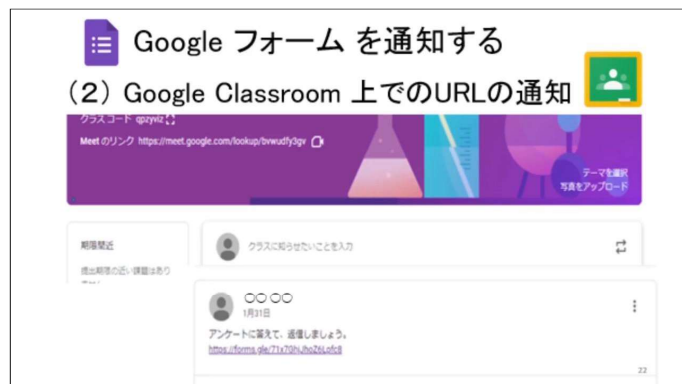 Google フォーム を通知する
(2) Google Classroom 上でのURLの通知
クラスコード qpzyviz
Meet のリンク https://meet.google.com/lookup/bvwudfy3gv
テーマを選択
写真をアップロード
期限間近
クラスに知らせたいことを入力
提出期限の近い課題はあり
〇〇 〇〇
1月31日
アンケートに答えて、返信しましょう。
22